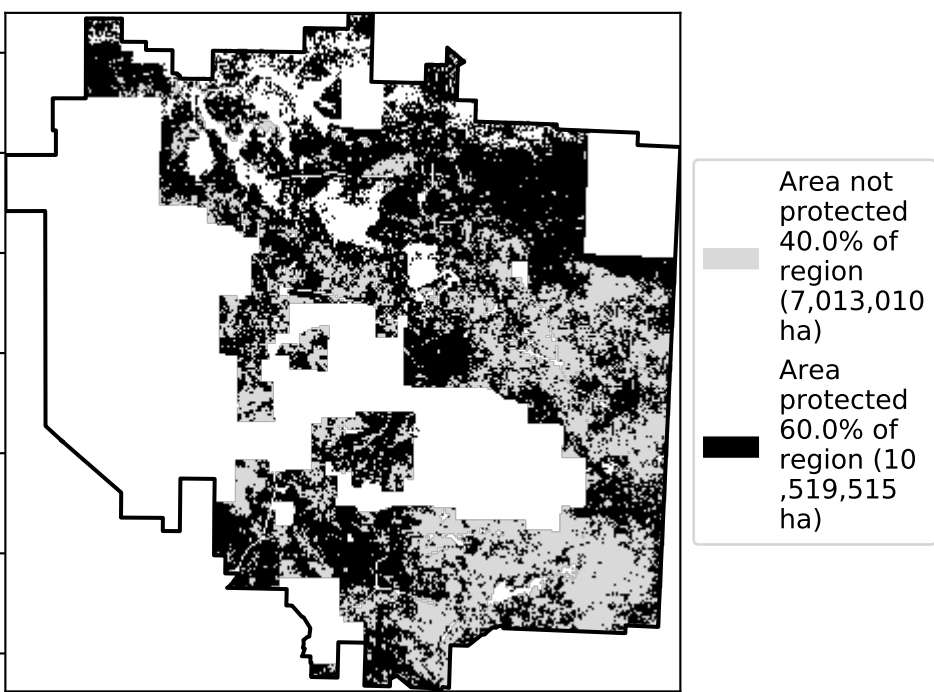 Area not
protected
40.0% of
region
(7,013,010
ha)
Area
protected
60.0% of
region (10
,519,515
ha)